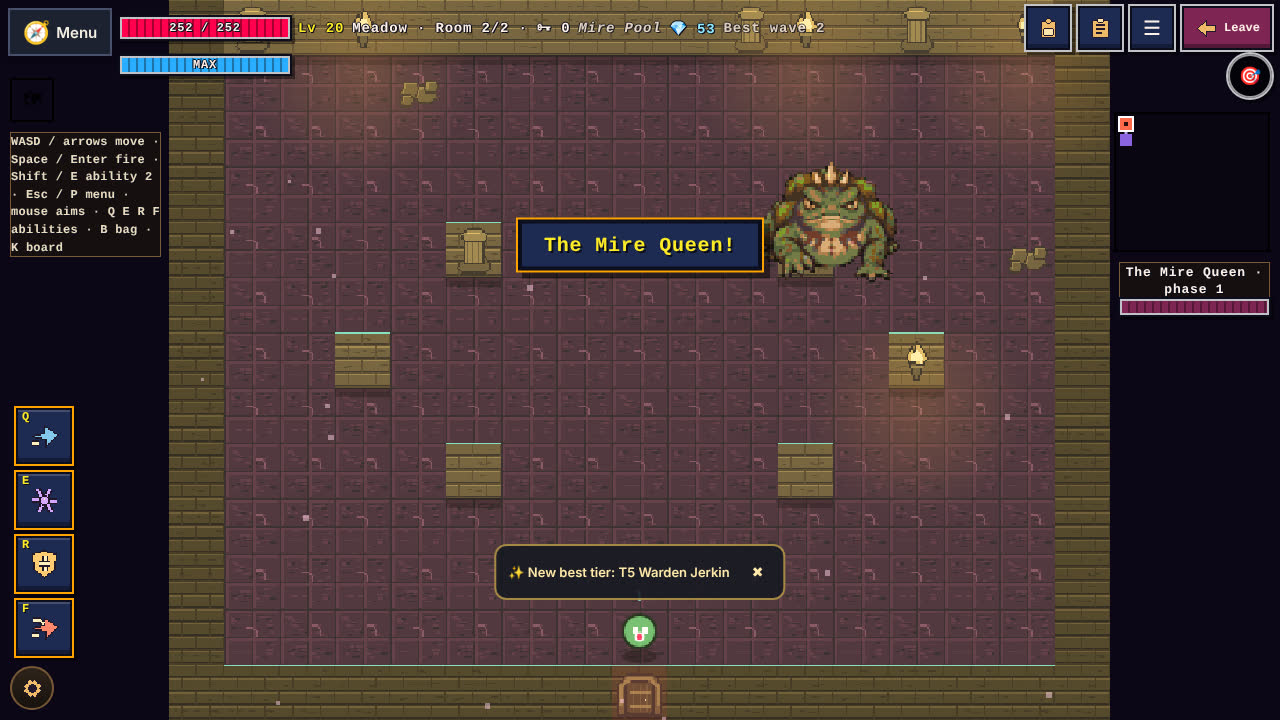 Menu
252 / 252
Lv 20 Meadow · Room 2/2 · 0 Mire Pool 53 Best wave 2
MAX
Leave
WASD / arrows move ·
Space / Enter fire ·
Shift / E ability 2
· Esc / P menu ·
mouse aims · Q E R F
abilities · B bag ·
K board
The Mire Queen!
The Mire Queen ·
phase 1
Q
E
R
F
New best tier: T5 Warden Jerkin